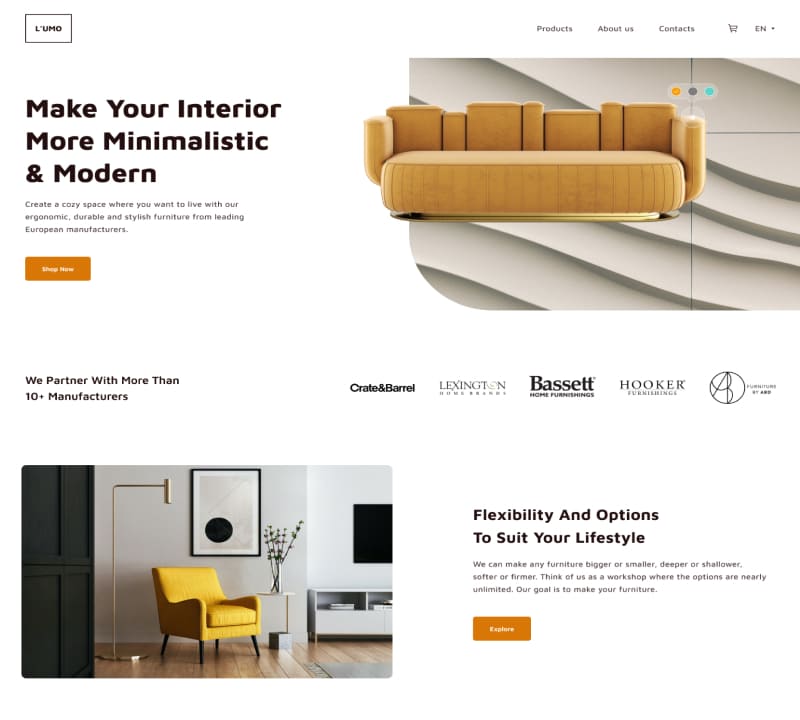 L'UMO
Products
About us
Contacts
EN
Make Your Interior
More Minimalistic
& Modern
Create a cozy space where you want to live with our
ergonomic, durable and stylish furniture from leading
European manufacturers.
Shop Now
We Partner With More Than
10+ Manufacturers
Crate&Barrel
LEXINGTON
HOME BRANDS
Bassett
HOME FURNISHINGS
HOOKER
FURNISHINGS
FURNITURE
BY ABD
Flexibility And Options
To Suit Your Lifestyle
We can make any furniture bigger or smaller, deeper or shallower,
softer or firmer. Think of us as a workshop where the options are nearly
unlimited. Our goal is to make your furniture.
Explore